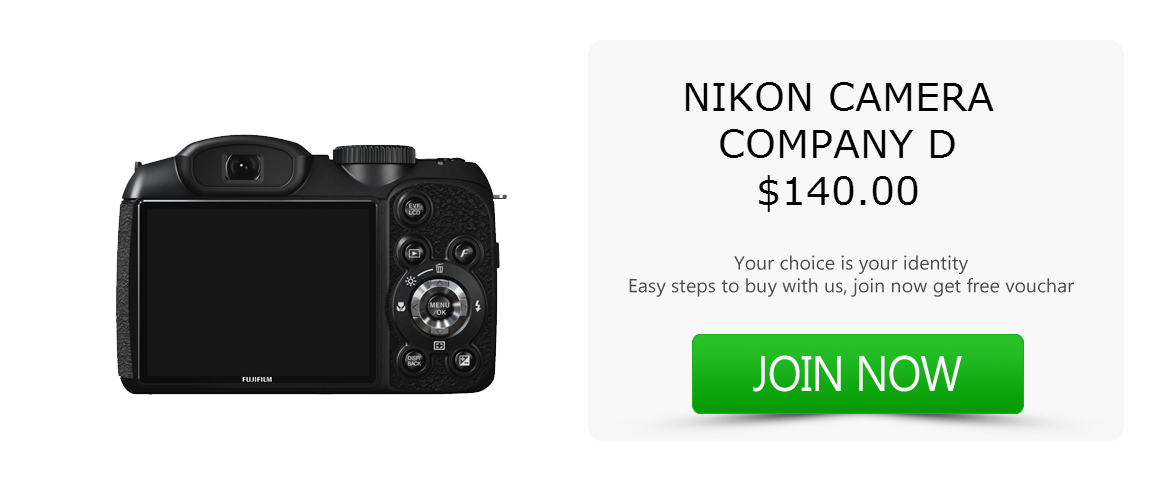 NIKON CAMERA
COMPANY D
$140.00
Your choice is your identity
Easy steps to buy with us, join now get free vouchar
JOIN NOW
EVF
LCD
F
MENU
/OK
DISP
BACK
FUJIFILM